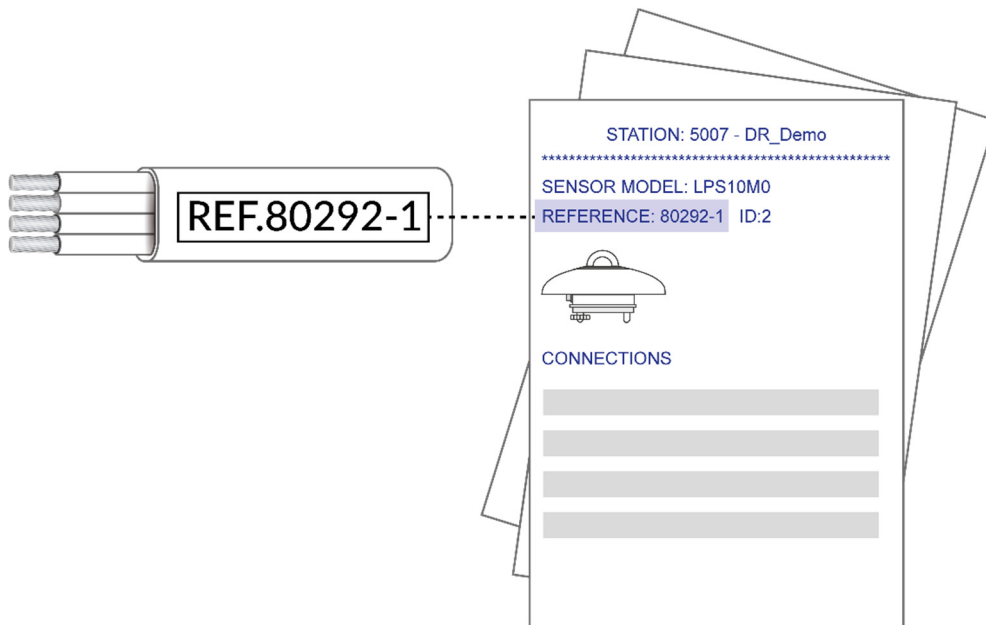 REF.80292-1
STATION: 5007 - DR_Demo
****************************************************
SENSOR MODEL: LPS10M0
REFERENCE: 80292-1 ID:2
CONNECTIONS